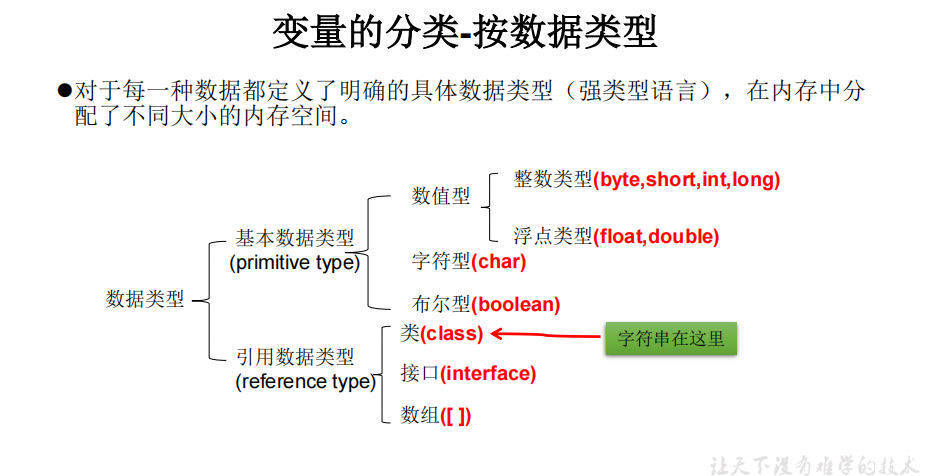 变量的分类-按数据类型
●对于每一种数据都定义了明确的具体数据类型（强类型语言），在内存中分
配了不同大小的内存空间。
整数类型(byte,short,int,long)
数值型
浮点类型(float,double)
基本数据类型
(primitive type)
字符型(char)
数据类型
布尔型(boolean)
类(class)
字符串在这里
引用数据类型
(reference type)
接口(interface)
数组([ ])
让天下没有难学的技术